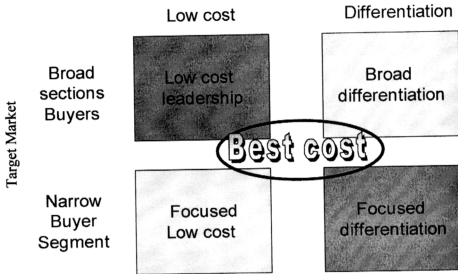 Low cost
Differentiation
Target Market
Broad
sections
Buyers
Low cost
leadership
Broad
differentiation
Best cost
Narrow
Buyer
Segment
Focused
Low cost
Focused
differentiation